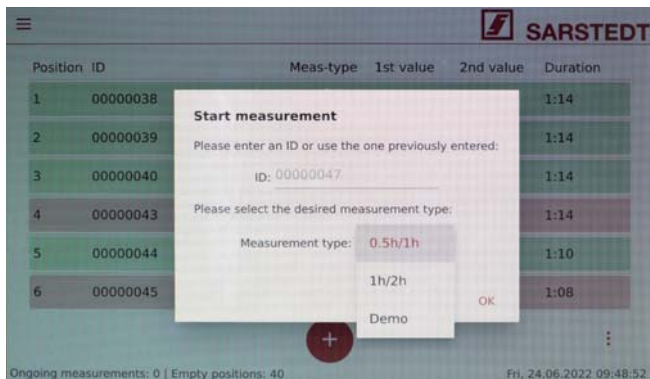 SARSTEDT
Position ID Meas-type 1st value 2nd value Duration
1 00000038 1:14
2 00000039 1:14
3 00000040 1:14
4 00000043 1:14
5 00000044 1:10
6 00000045 1:08
Start measurement
Please enter an ID or use the one previously entered:
ID: 00000047
Please select the desired measurement type:
Measurement type: 0.5h/1h
1h/2h
Demo
OK
Ongoing measurements: 0 | Empty positions: 40
Fri, 24.06.2022 09:48:52